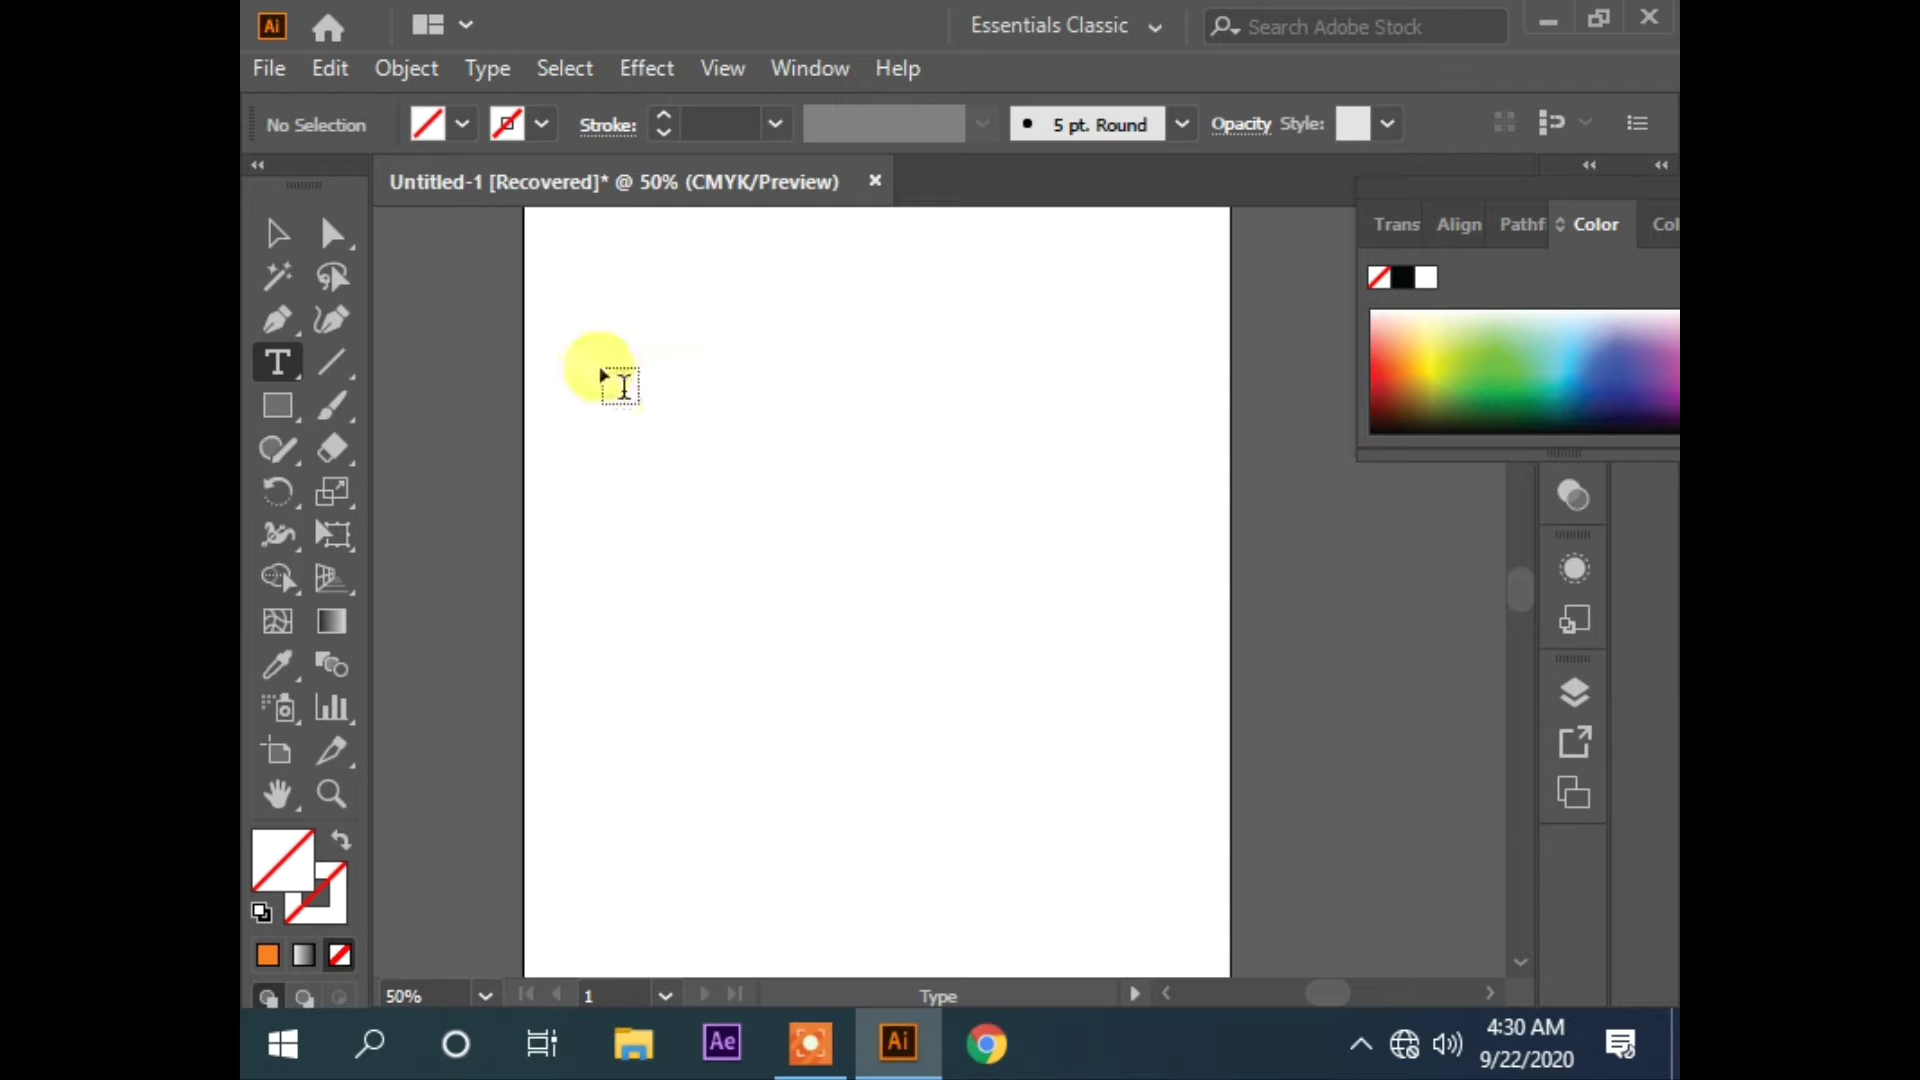 Ai
Essentials Classic
Search Adobe Stock
File Edit Object Type Select Effect View Window Help
No Selection Stroke: 5 pt. Round Opacity Style:
Untitled-1 [Recovered]* @ 50% (CMYK/Preview)
Trans Align Pathf Color Col
T
50% 1 Type
Ae Ai
4:30 AM
9/22/2020